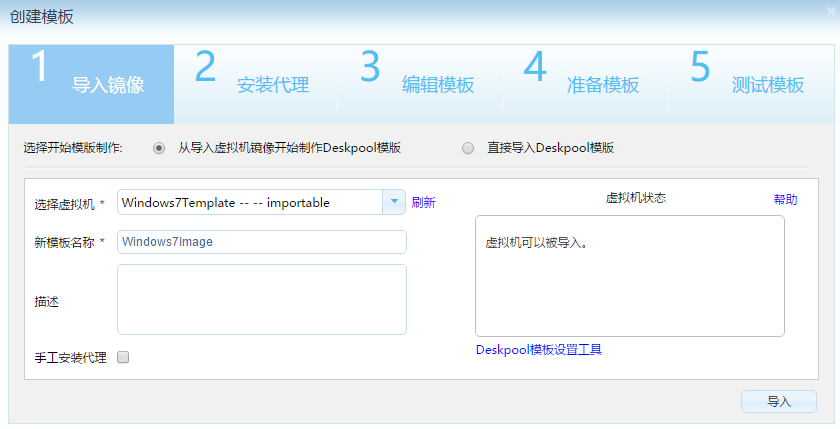 创建模板
1 导入镜像 2 安装代理 3 编辑模板 4 准备模板 5 测试模板
选择开始模版制作: 从导入虚拟机镜像开始制作Deskpool模版 直接导入Deskpool模版
选择虚拟机 * Windows7Template -- -- importable 刷新
虚拟机状态 帮助
新模板名称 * Windows7Image
虚拟机可以被导入。
描述
Deskpool模板设置工具
手工安装代理
导入